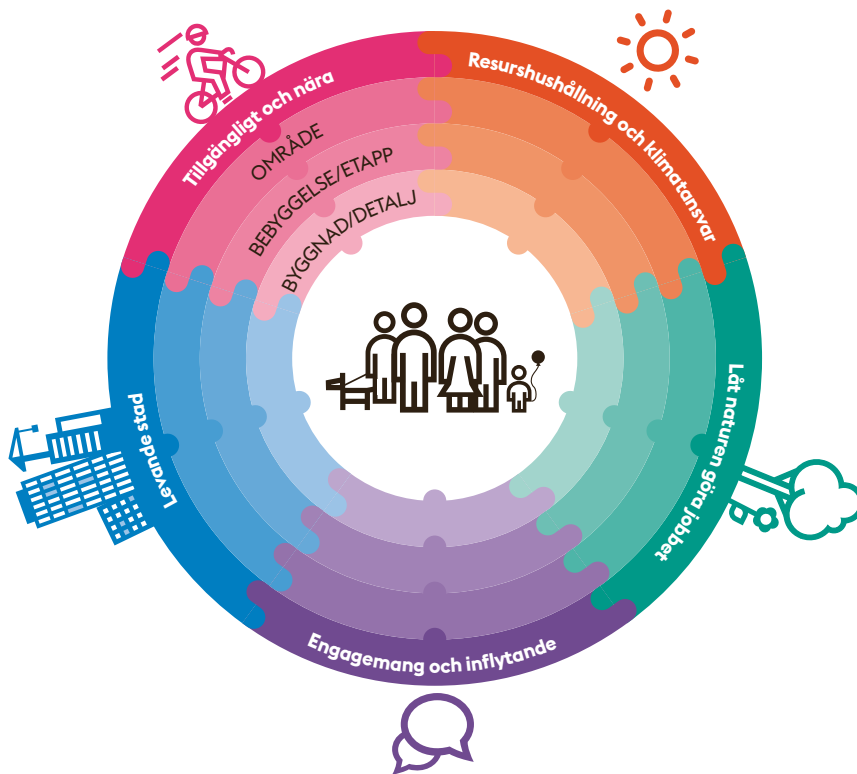 Tillgängligt och nära
Resurshushållning och klimatansvar
OMRÅDE
BEBYGGELSE/ETAPP
BYGGNAD/DETALJ
Levande stad
Låt naturen göra jobbet
Engagemang och inflytande